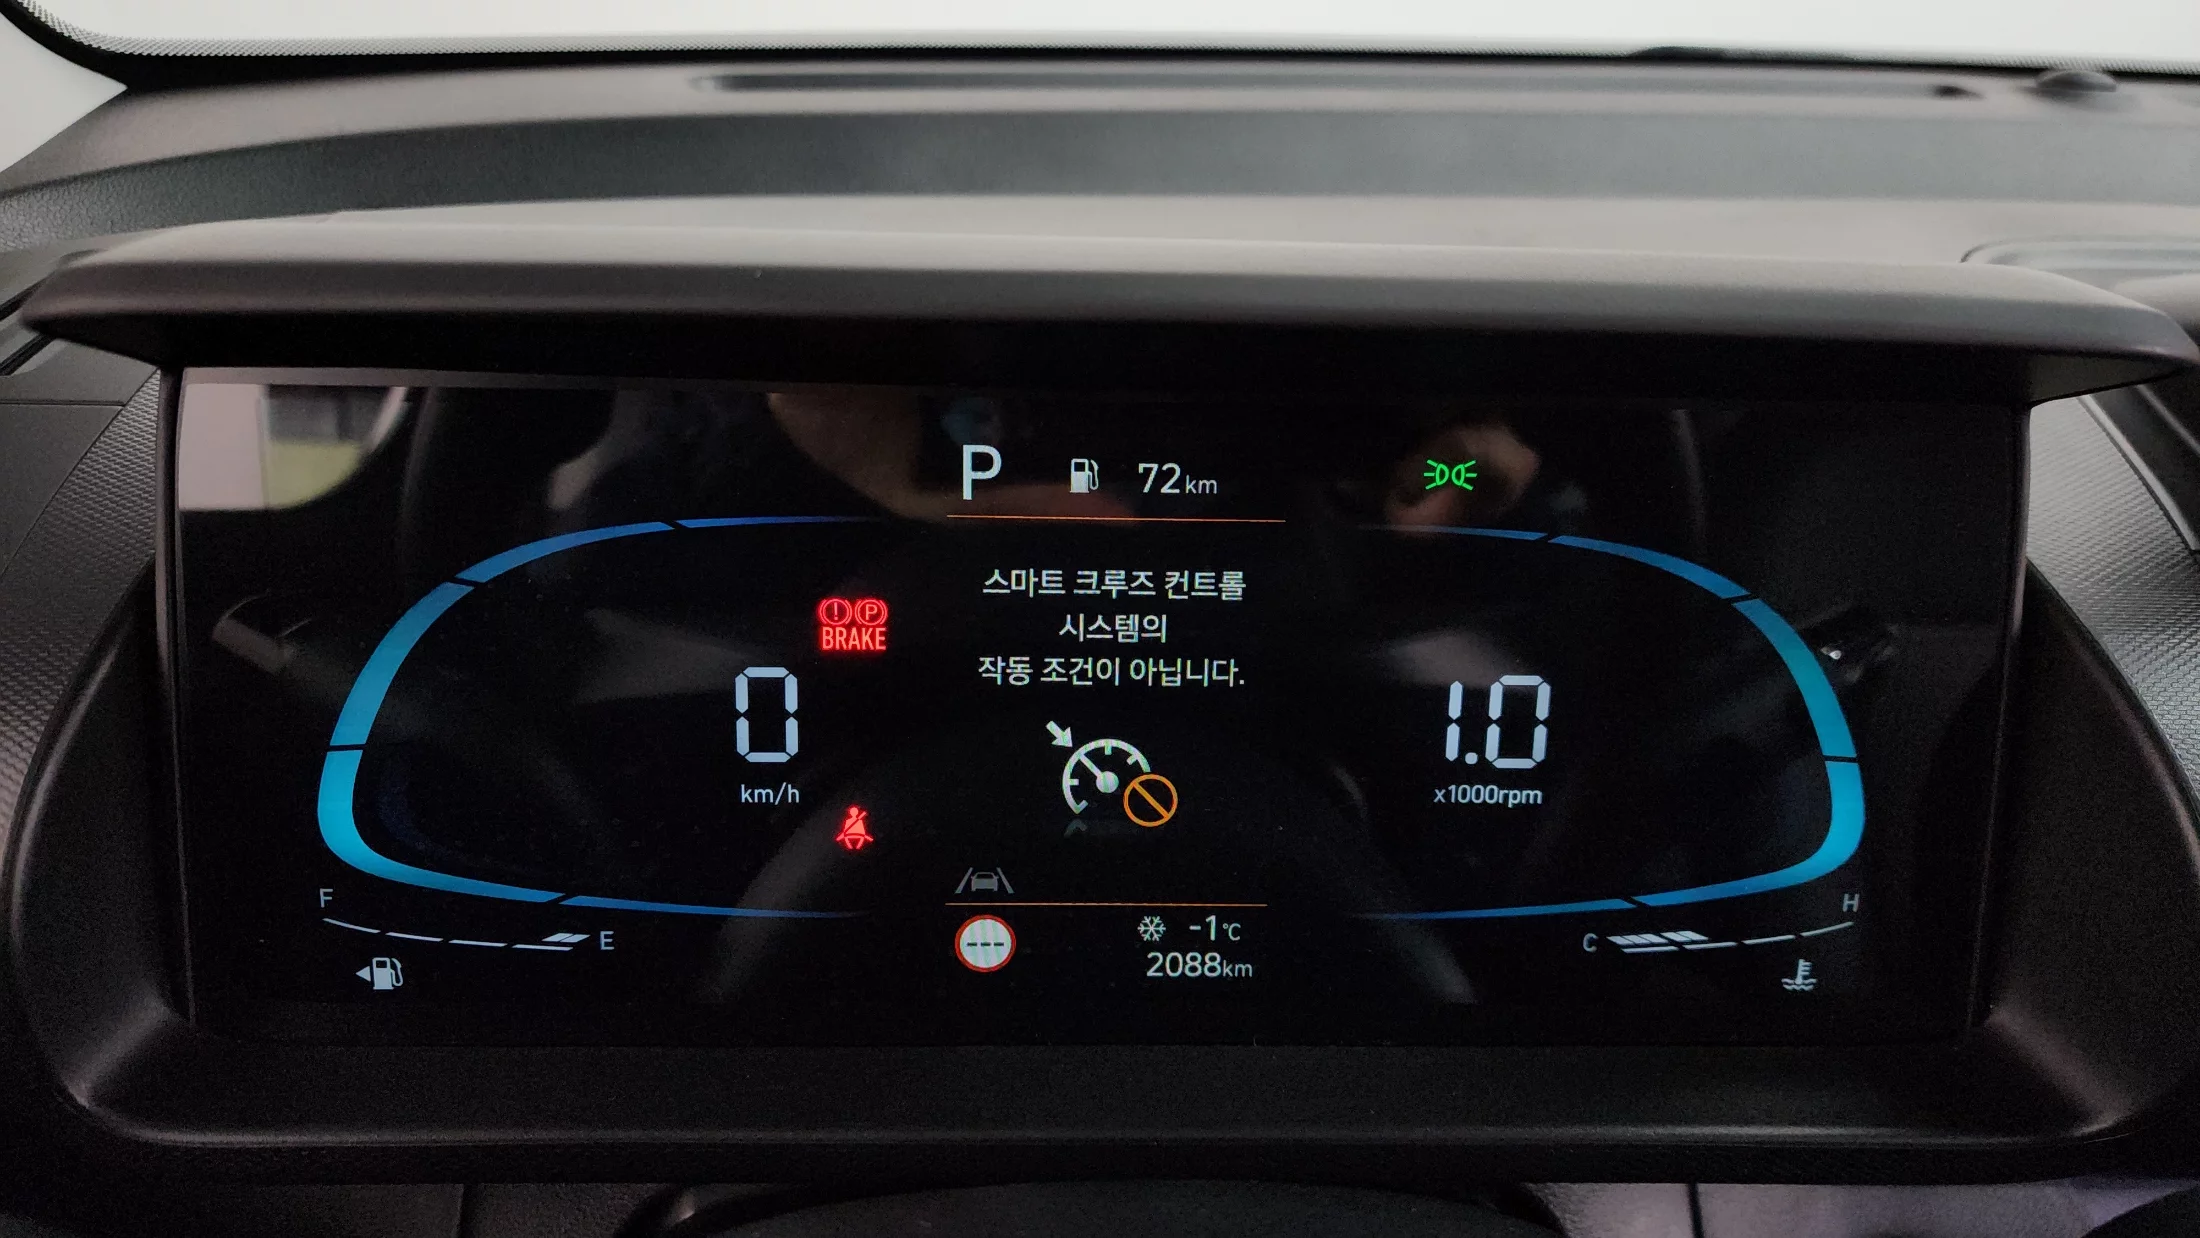 P 72km
스마트 크루즈 컨트롤
시스템의
작동 조건이 아닙니다.
! P
BRAKE
0
km/h
1.0
x1000rpm
F
E
---
-1℃
2088km
C
H